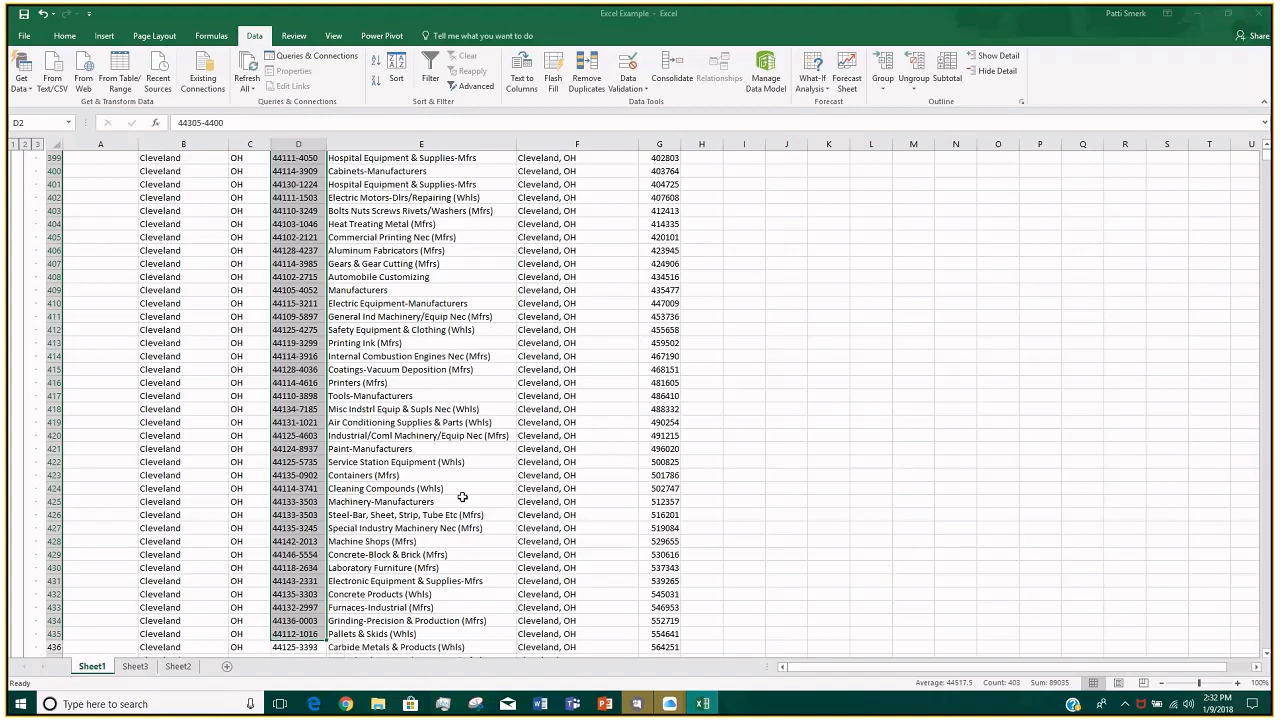 Excel Example - Excel
Patti Smerk
File Home Insert Page Layout Formulas Data Review View Power Pivot Tell me what you want to do Share
Get Data From Text/CSV From Web From Table/ Range Recent Sources Existing Connections Refresh All Queries & Connections Properties Edit Links Sort Filter Clear Reapply Advanced Text to Columns Flash Fill Remove Duplicates Data Validation Consolidate Relationships Manage Data Model What-If Analysis Forecast Sheet Group Ungroup Subtotal Show Detail Hide Detail
Get & Transform Data Queries & Connections Sort & Filter Data Tools Forecast Outline
D2 fx 44305-4400
1 2 3 A B C D E F G H I J K L M N O P Q R S T U
399 Cleveland OH 44111-4050 Hospital Equipment & Supplies-Mfrs Cleveland, OH 402803
400 Cleveland OH 44114-3909 Cabinets-Manufacturers Cleveland, OH 403764
401 Cleveland OH 44130-1224 Hospital Equipment & Supplies-Mfrs Cleveland, OH 404725
402 Cleveland OH 44111-1503 Electric Motors-Dlrs/Repairing (Whls) Cleveland, OH 407608
403 Cleveland OH 44110-3249 Bolts Nuts Screws Rivets/Washers (Mfrs) Cleveland, OH 412413
404 Cleveland OH 44103-1046 Heat Treating Metal (Mfrs) Cleveland, OH 414335
405 Cleveland OH 44102-2121 Commercial Printing Nec (Mfrs) Cleveland, OH 420101
406 Cleveland OH 44128-4237 Aluminum Fabricators (Mfrs) Cleveland, OH 423945
407 Cleveland OH 44114-3985 Gears & Gear Cutting (Mfrs) Cleveland, OH 424906
408 Cleveland OH 44102-2715 Automobile Customizing Cleveland, OH 434516
409 Cleveland OH 44105-4052 Manufacturers Cleveland, OH 435477
410 Cleveland OH 44115-3211 Electric Equipment-Manufacturers Cleveland, OH 447009
411 Cleveland OH 44109-5897 General Ind Machinery/Equip Nec (Mfrs) Cleveland, OH 453736
412 Cleveland OH 44125-4275 Safety Equipment & Clothing (Whls) Cleveland, OH 455658
413 Cleveland OH 44119-3299 Printing Ink (Mfrs) Cleveland, OH 459502
414 Cleveland OH 44114-3916 Internal Combustion Engines Nec (Mfrs) Cleveland, OH 467190
415 Cleveland OH 44128-4036 Coatings-Vacuum Deposition (Mfrs) Cleveland, OH 468151
416 Cleveland OH 44114-4616 Printers (Mfrs) Cleveland, OH 481605
417 Cleveland OH 44110-3898 Tools-Manufacturers Cleveland, OH 486410
418 Cleveland OH 44134-7185 Misc Indstrl Equip & Supls Nec (Whls) Cleveland, OH 488332
419 Cleveland OH 44131-1021 Air Conditioning Supplies & Parts (Whls) Cleveland, OH 490254
420 Cleveland OH 44125-4603 Industrial/Coml Machinery/Equip Nec (Mfrs) Cleveland, OH 491215
421 Cleveland OH 44124-8937 Paint-Manufacturers Cleveland, OH 496020
422 Cleveland OH 44125-5735 Service Station Equipment (Whls) Cleveland, OH 500825
423 Cleveland OH 44135-0902 Containers (Mfrs) Cleveland, OH 501786
424 Cleveland OH 44114-3741 Cleaning Compounds (Whls) Cleveland, OH 502747
425 Cleveland OH 44133-3503 Machinery-Manufacturers Cleveland, OH 512357
426 Cleveland OH 44133-3503 Steel-Bar, Sheet, Strip, Tube Etc (Mfrs) Cleveland, OH 516201
427 Cleveland OH 44135-3245 Special Industry Machinery Nec (Mfrs) Cleveland, OH 519084
428 Cleveland OH 44142-2013 Machine Shops (Mfrs) Cleveland, OH 529655
429 Cleveland OH 44146-5554 Concrete-Block & Brick (Mfrs) Cleveland, OH 530616
430 Cleveland OH 44118-2634 Laboratory Furniture (Mfrs) Cleveland, OH 537343
431 Cleveland OH 44143-2331 Electronic Equipment & Supplies-Mfrs Cleveland, OH 539265
432 Cleveland OH 44135-3303 Concrete Products (Whls) Cleveland, OH 545031
433 Cleveland OH 44132-2997 Furnaces-Industrial (Mfrs) Cleveland, OH 546953
434 Cleveland OH 44136-0003 Grinding-Precision & Production (Mfrs) Cleveland, OH 552719
435 Cleveland OH 44112-1016 Pallets & Skids (Whls) Cleveland, OH 554641
436 Cleveland OH 44125-3393 Carbide Metals & Products (Whls) Cleveland, OH 564251
Sheet1 Sheet3 Sheet2
Ready Average: 44517.5 Count: 403 Sum: 89035 100%
Type here to search 2:32 PM
1/9/2018